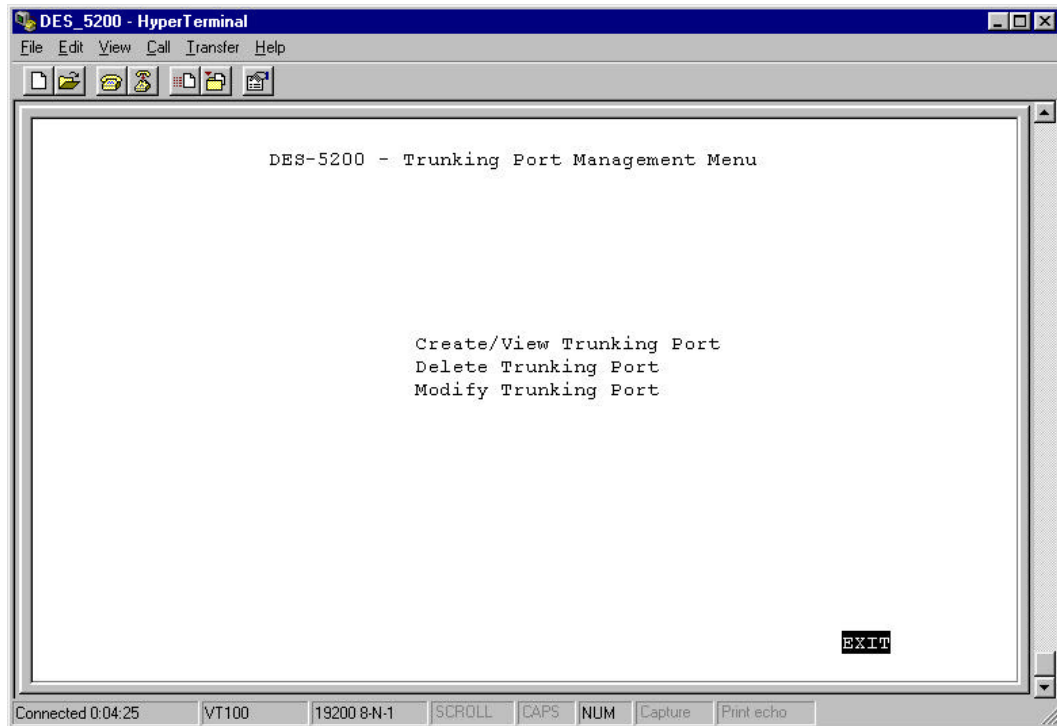 DES_5200 - HyperTerminal
File Edit View Call Transfer Help
DES-5200 - Trunking Port Management Menu
Create/View Trunking Port
Delete Trunking Port
Modify Trunking Port
EXIT
Connected 0:04:25 VT100 19200 8-N-1 SCROLL CAPS NUM Capture Print echo